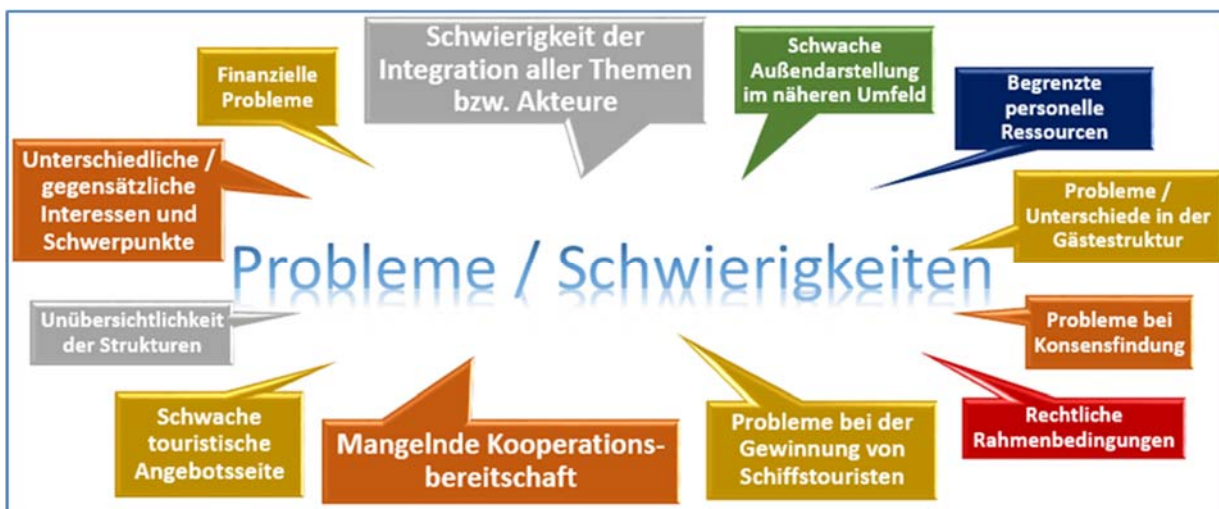 Schwierigkeit der
Integration aller Themen
bzw. Akteure
Schwache
Außendarstellung
im näheren Umfeld
Finanzielle
Probleme
Begrenzte
personelle
Ressourcen
Unterschiedliche /
gegensätzliche
Interessen und
Schwerpunkte
Probleme /
Unterschiede in der
Gästestruktur
Probleme / Schwierigkeiten
Unübersichtlichkeit
der Strukturen
Probleme bei
Konsensfindung
Schwache
touristische
Angebotsseite
Mangelnde Kooperations-
bereitschaft
Probleme bei der
Gewinnung von
Schiffstouristen
Rechtliche
Rahmenbedingungen